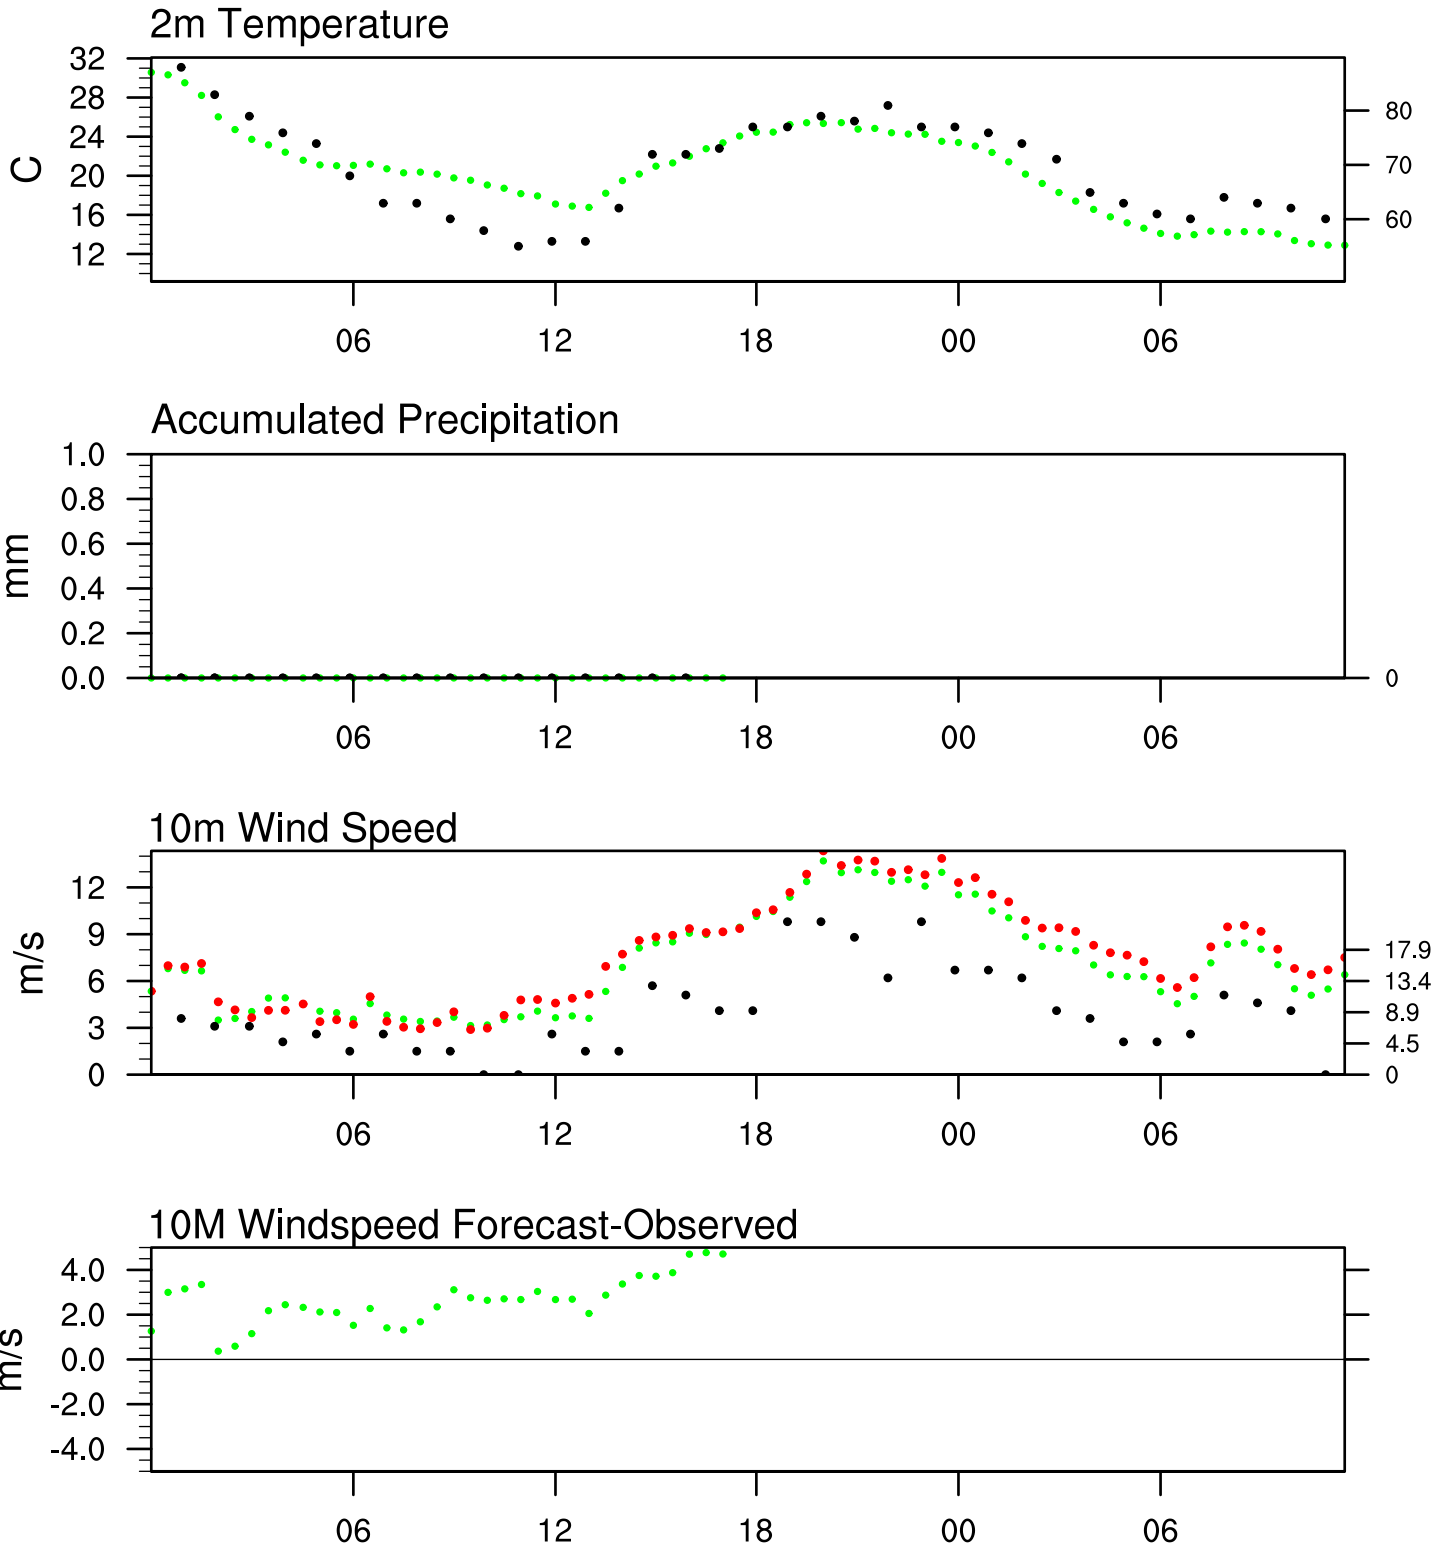 2m Temperature
32
28
24
20
16
12
C
80
70
60
06 12 18 00 06
Accumulated Precipitation
1.0
0.8
0.6
0.4
0.2
0.0
mm
0
06 12 18 00 06
10m Wind Speed
12
9
6
3
0
m/s
17.9
13.4
8.9
4.5
0
06 12 18 00 06
10M Windspeed Forecast-Observed
4.0
2.0
0.0
-2.0
-4.0
m/s
06 12 18 00 06